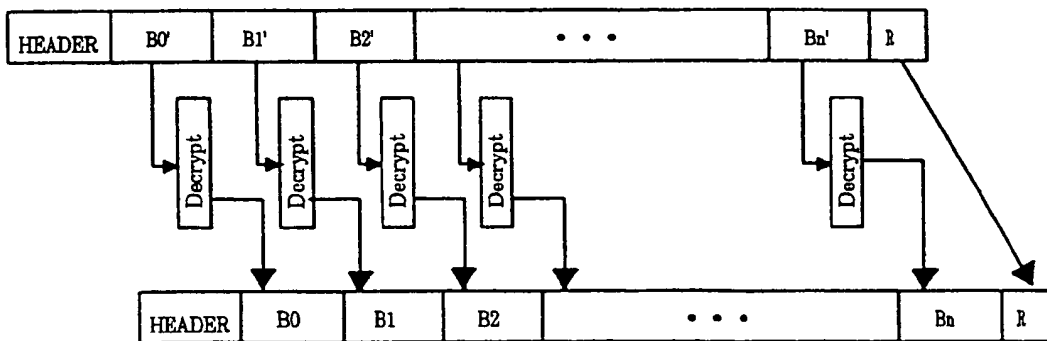 HEADER B0' B1' B2' • • • Bn' R
Decrypt Decrypt Decrypt Decrypt Decrypt
HEADER B0 B1 B2 • • • Bn R